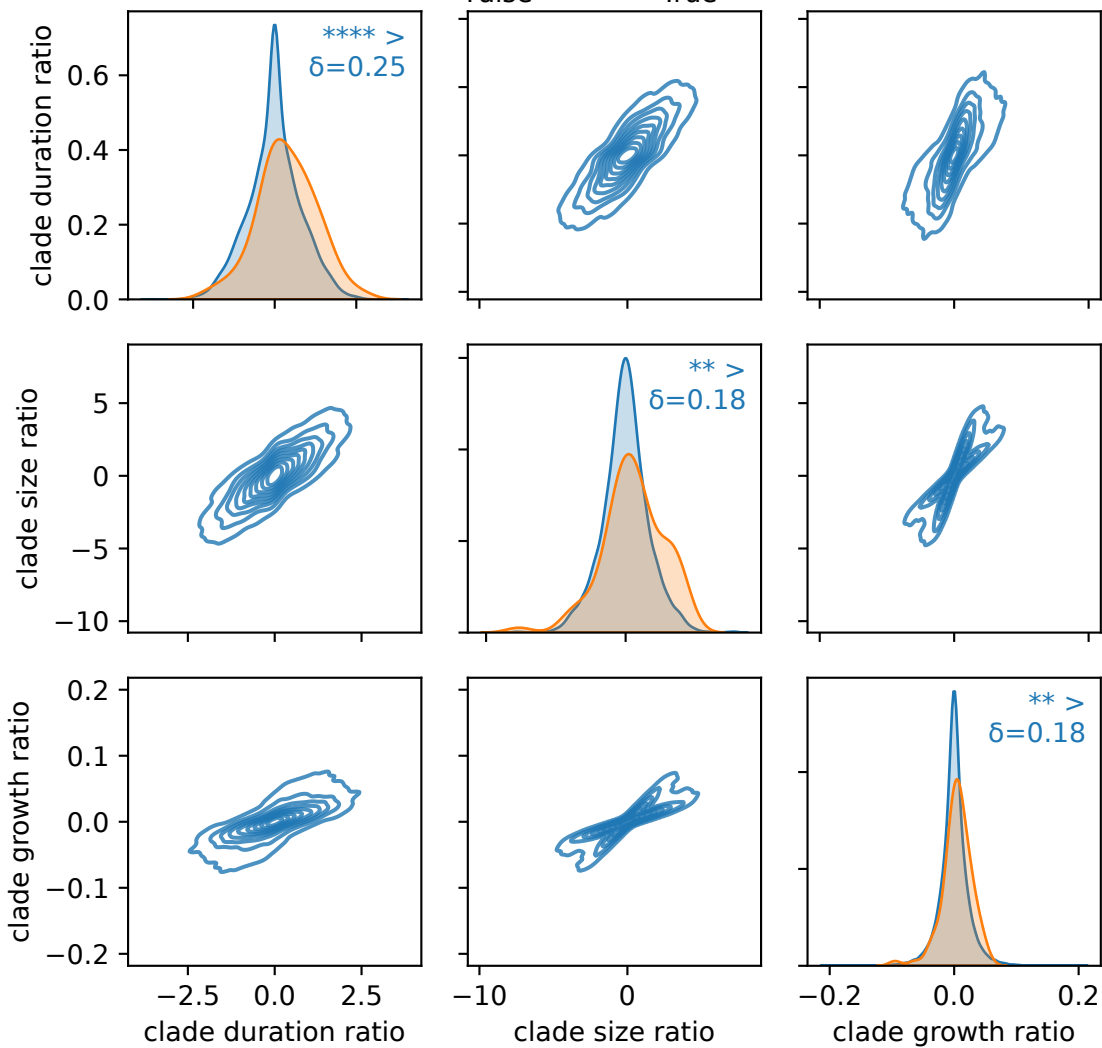 clade duration ratio
0.6
0.4
0.2
0.0
**** >
δ=0.25
clade size ratio
5
0
−5
−10
** >
δ=0.18
clade growth ratio
0.2
0.1
0.0
−0.1
−0.2
** >
δ=0.18
−2.5 0.0 2.5
−10 0
−0.2 0.0 0.2
clade duration ratio
clade size ratio
clade growth ratio